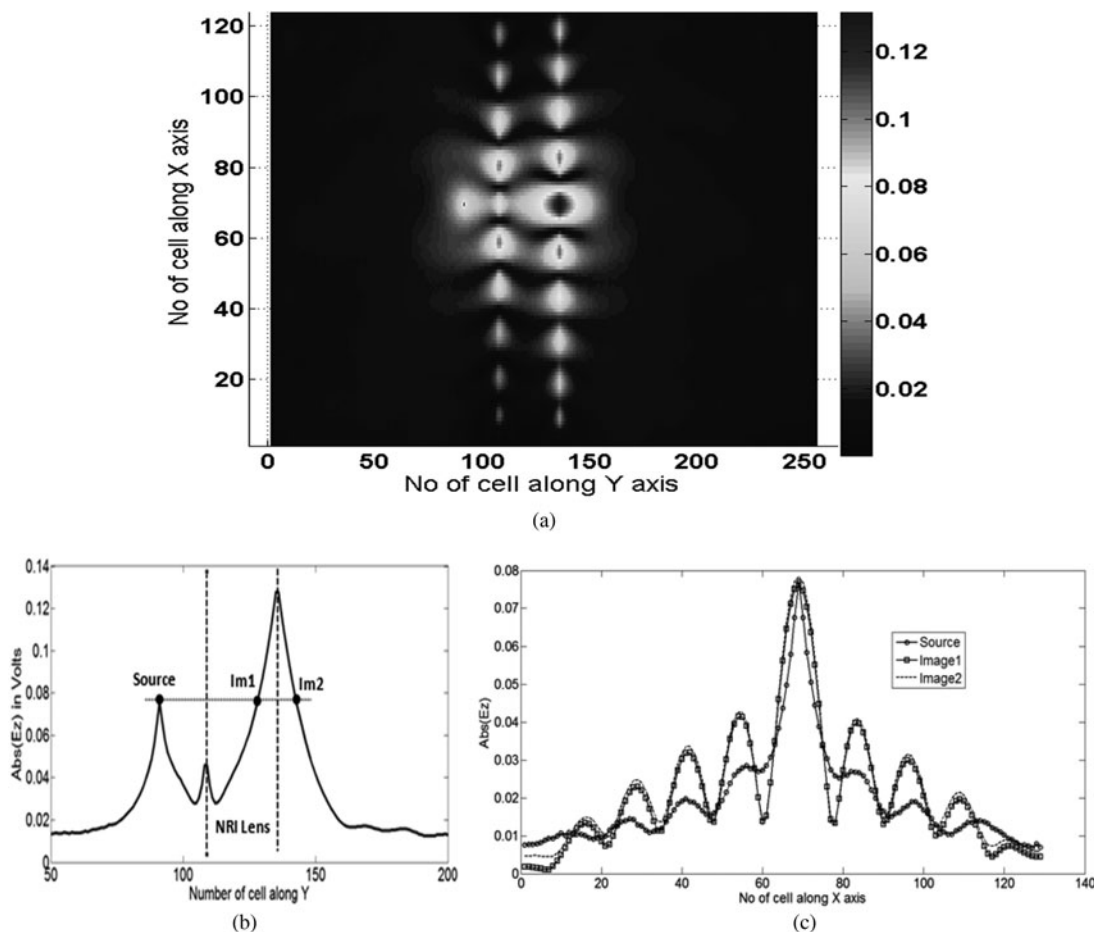 120
100
80
60
40
20
No of cell along X axis
0 50 100 150 200 250
No of cell along Y axis
0.12
0.1
0.08
0.06
0.04
0.02
(a)
0.14
0.12
0.1
0.08
0.06
0.04
0.02
0
Abs(Ez) in Volts
Source
Im1
Im2
NRI Lens
50 100 150 200
Number of cell along Y
(b)
0.08
0.07
0.06
0.05
0.04
0.03
0.02
0.01
0
Abs(Ez)
Source
Image1
Image2
0 20 40 60 80 100 120 140
No of cell along X axis
(c)